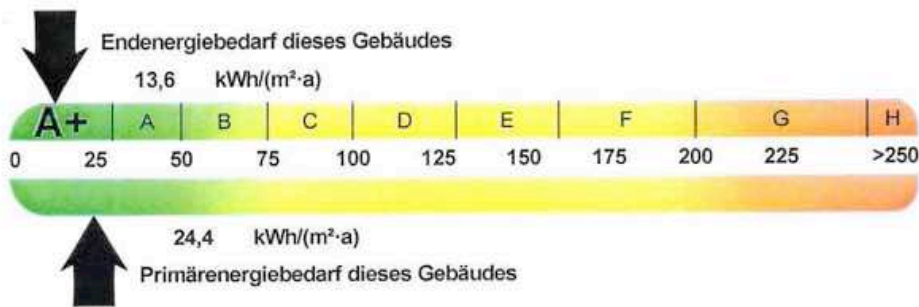 Endenergiebedarf dieses Gebäudes
13,6 kWh/(m²·a)
A+ A B C D E F G H
0 25 50 75 100 125 150 175 200 225 >250
24,4 kWh/(m²·a)
Primärenergiebedarf dieses Gebäudes